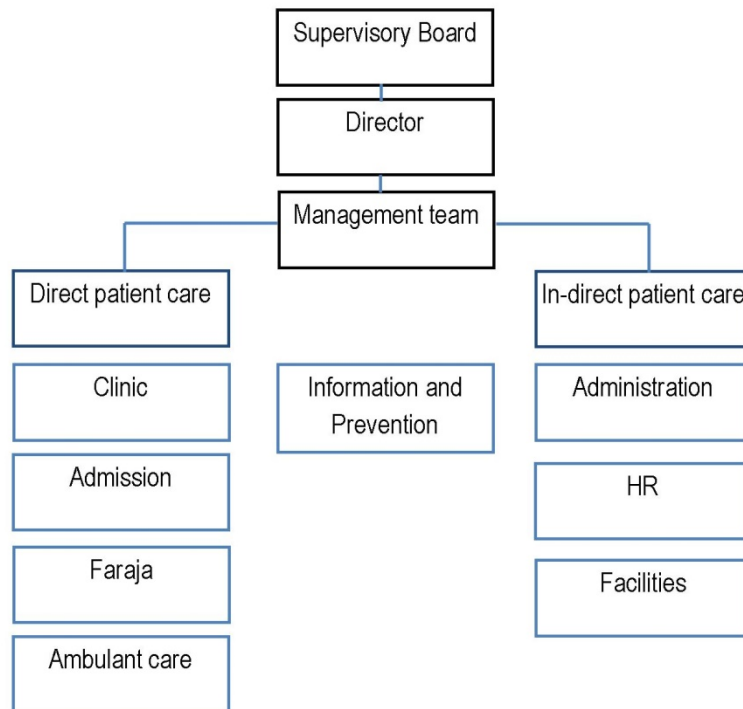 Supervisory Board
Director
Management team
Direct patient care
In-direct patient care
Clinic
Information and
Prevention
Administration
Admission
HR
Faraja
Facilities
Ambulant care